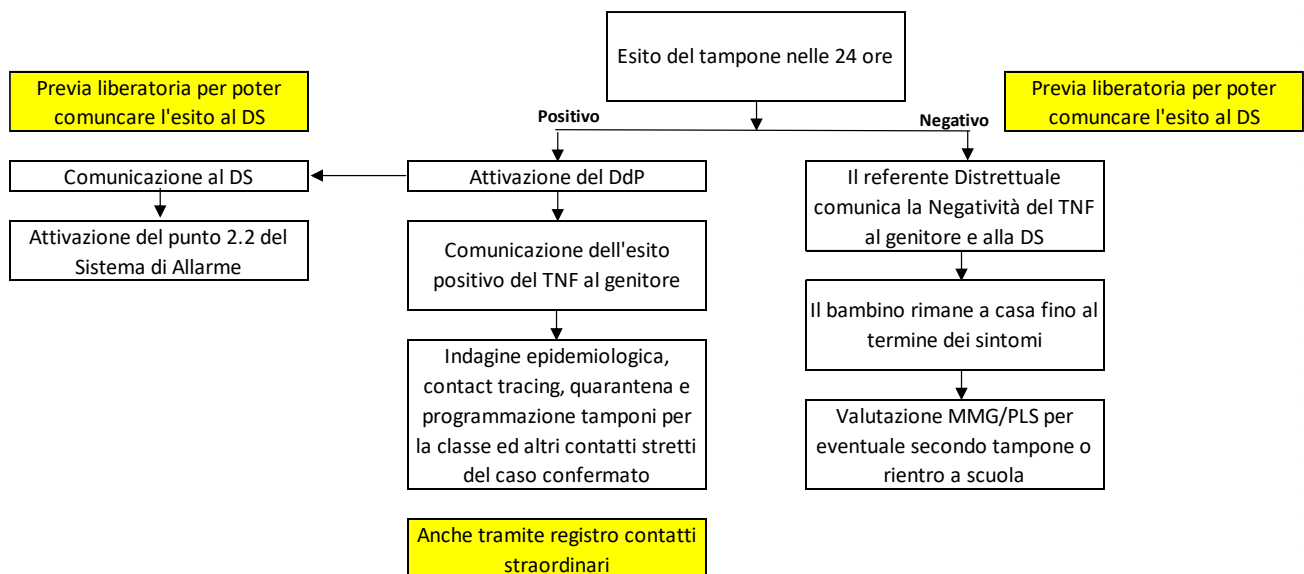 Esito del tampone nelle 24 ore
Previa liberatoria per poter
comuncare l'esito al DS
Previa liberatoria per poter
comuncare l'esito al DS
Positivo
Negativo
Comunicazione al DS
Attivazione del DdP
Il referente Distrettuale
comunica la Negatività del TNF
al genitore e alla DS
Attivazione del punto 2.2 del
Sistema di Allarme
Comunicazione dell'esito
positivo del TNF al genitore
Il bambino rimane a casa fino al
termine dei sintomi
Indagine epidemiologica,
contact tracing, quarantena e
programmazione tamponi per
la classe ed altri contatti stretti
del caso confermato
Valutazione MMG/PLS per
eventuale secondo tampone o
rientro a scuola
Anche tramite registro contatti
straordinari